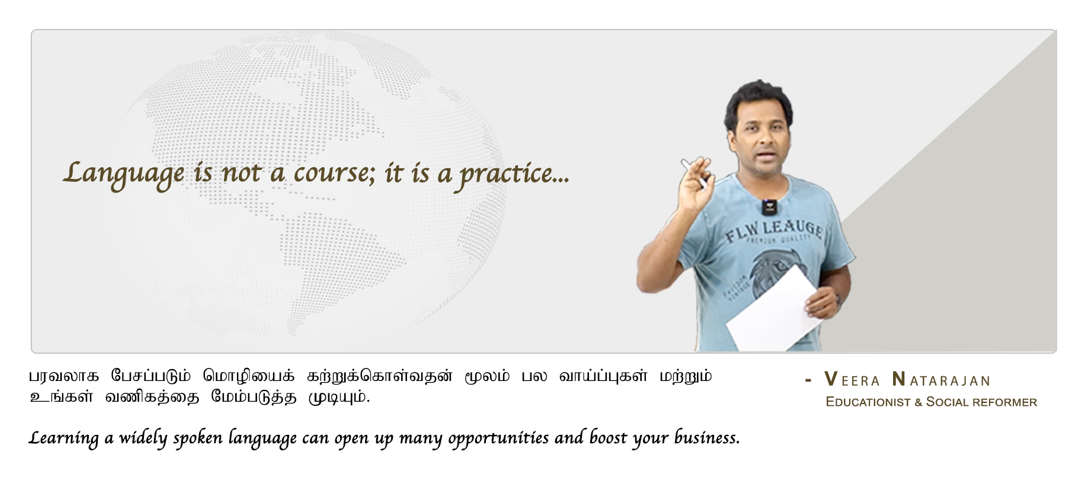 Language is not a course; it is a practice...
FLW LEAUGE
PREMIUM QUALITY
பரவலாக பேசப்படும் மொழியைக் கற்றுக்கொள்வதன் மூலம் பல வாய்ப்புகள் மற்றும்
உங்கள் வணிகத்தை மேம்படுத்த முடியும்.
- VEERA NATARAJAN
EDUCATIONIST & SOCIAL REFORMER
Learning a widely spoken language can open up many opportunities and boost your business.